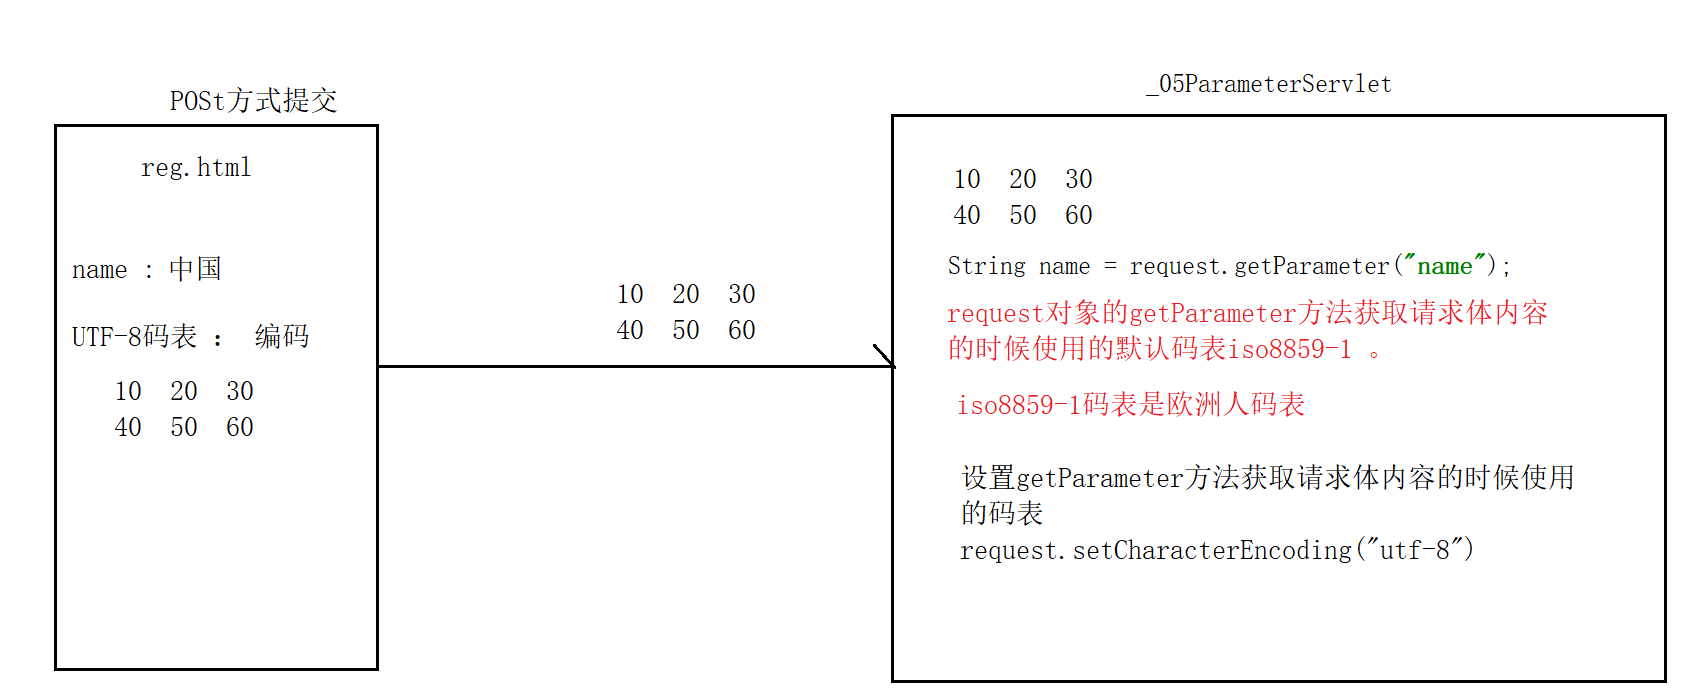 POSt方式提交
reg.html
name : 中国
UTF-8码表 : 编码
10 20 30
40 50 60
10 20 30
40 50 60
_05ParameterServlet
10 20 30
40 50 60
String name = request.getParameter("name");
request对象的getParameter方法获取请求体内容
的时候使用的默认码表iso8859-1 。
iso8859-1码表是欧洲人码表
设置getParameter方法获取请求体内容的时候使用
的码表
request.setCharacterEncoding("utf-8")